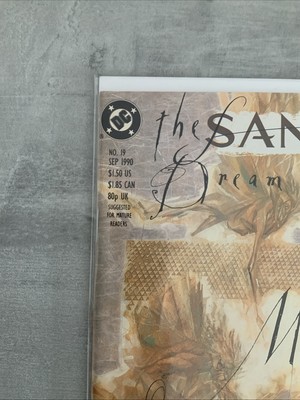 DC
the SAN
Dream
NO. 19
SEP 1990
$1.50 US
$1.85 CAN
80p UK
SUGGESTED
FOR MATURE
READERS
M